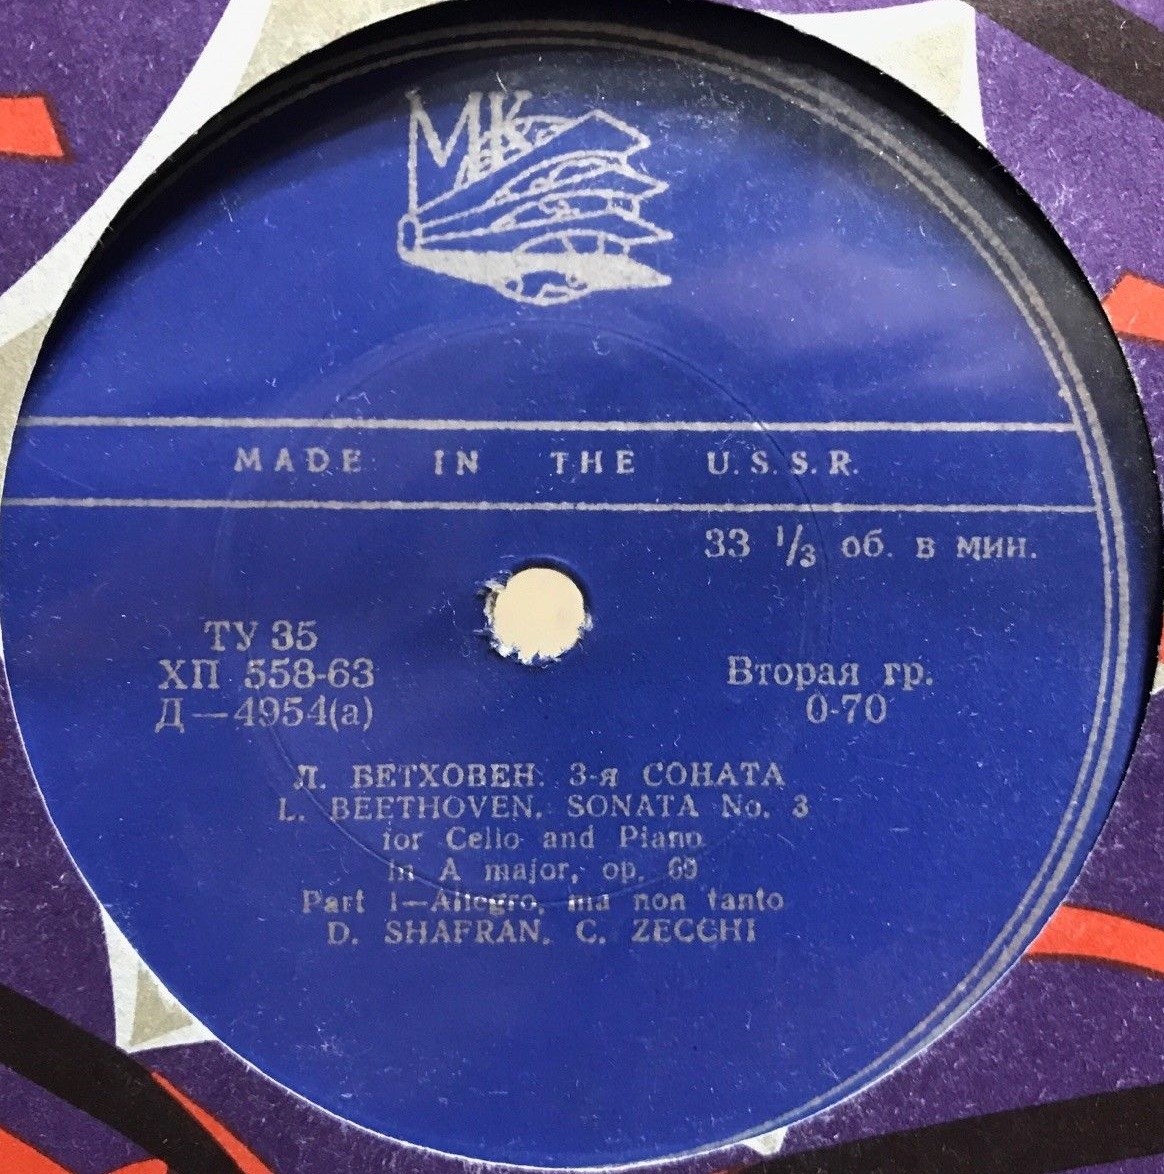 МК
MADE IN THE U.S.S.R.
33 1/3 об. в мин.
ТУ 35
ХП 558-63
Д—4954(а)
Вторая гр.
0-70
Л. БЕТХОВЕН. 3-я СОНАТА
L. BEETHOVEN. SONATA No. 3
for Cello and Piano
in A major, op. 69
Part I—Allegro, ma non tanto
D. SHAFRAN, C. ZECCHI